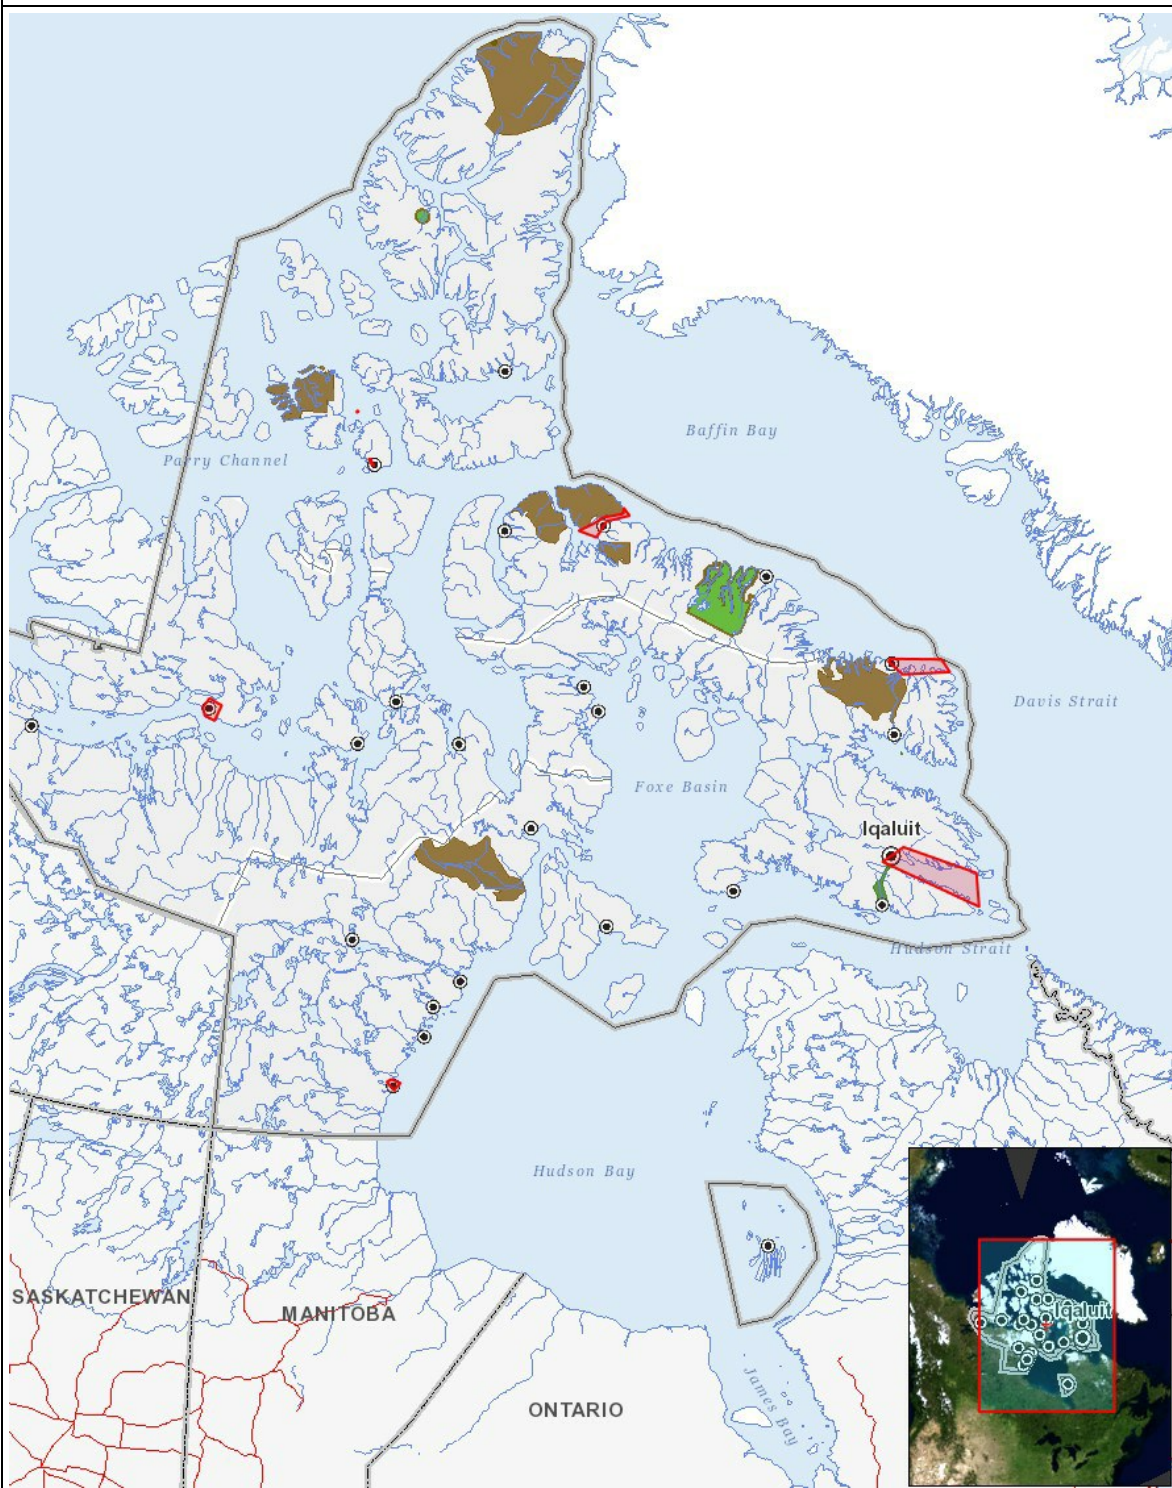 Baffin Bay
Parry Channel
Davis Strait
Foxe Basin
Iqaluit
Hudson Strait
Hudson Bay
SASKATCHEWAN
MANITOBA
Iqaluit
James Bay
ONTARIO